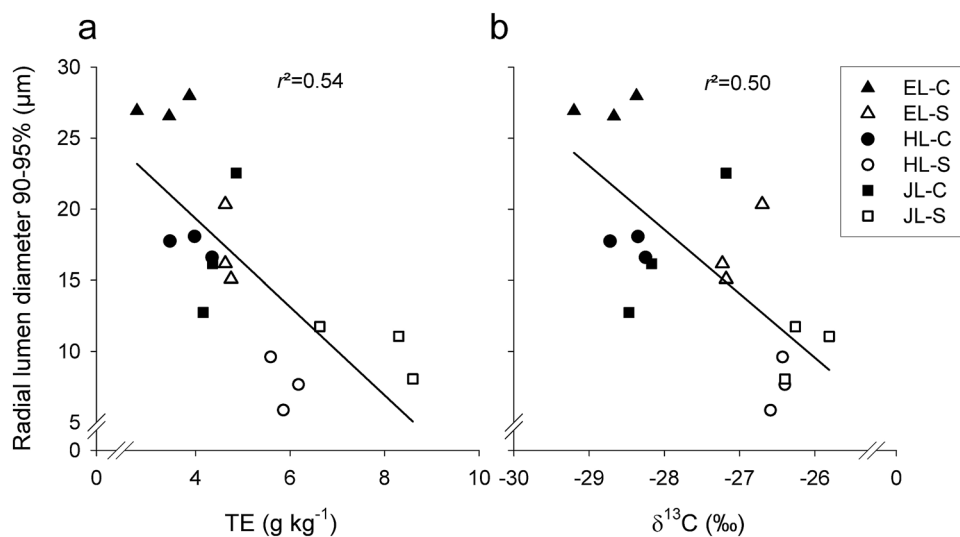 a
b
r²=0.54
r²=0.50
Radial lumen diameter 90-95% (µm)
30
25
20
15
10
5
0
0
4
6
8
10
TE (g kg⁻¹)
-30
-29
-28
-27
-26
0
δ¹³C (‰)
EL-C
EL-S
HL-C
HL-S
JL-C
JL-S